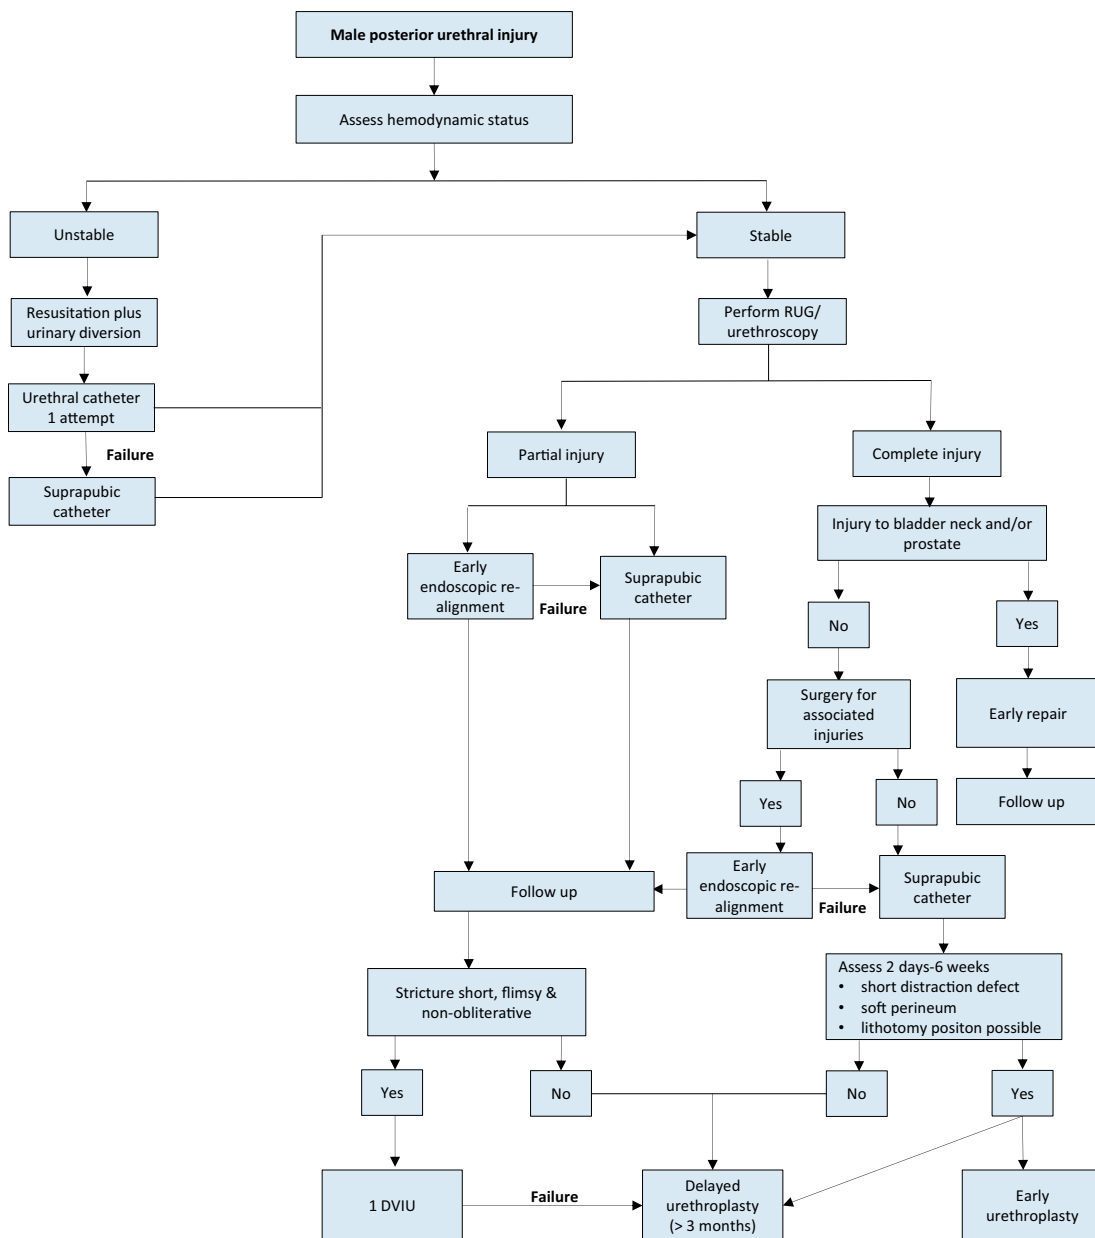 Male posterior urethral injury
Assess hemodynamic status
Unstable
Stable
Resusitation plus
urinary diversion
Perform RUG/
urethroscopy
Urethral catheter
1 attempt
Failure
Suprapubic
catheter
Partial injury
Complete injury
Injury to bladder neck and/or
prostate
Early
endoscopic re-
alignment
Failure
Suprapubic
catheter
No
Yes
Surgery for
associated
injuries
Early repair
Yes
No
Follow up
Follow up
Early
endoscopic re-
alignment
Failure
Suprapubic
catheter
Stricture short, flimsy &
non-obliterative
Assess 2 days-6 weeks
• short distraction defect
• soft perineum
• lithotomy positon possible
Yes
No
No
Yes
1 DVIU
Failure
Delayed
urethroplasty
(> 3 months)
Early
urethroplasty